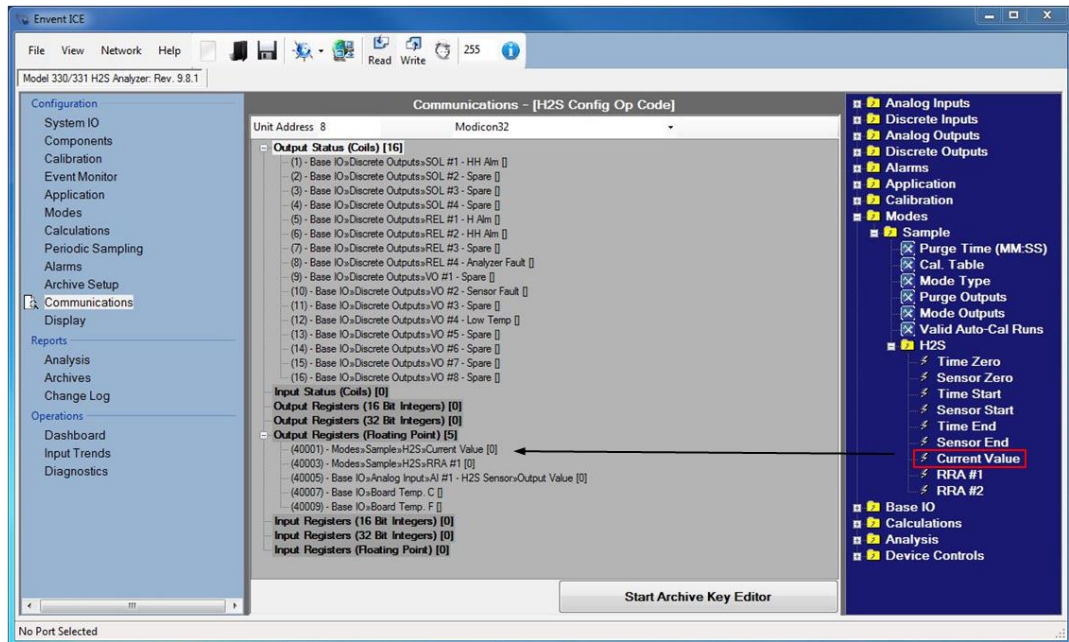 Envent ICE
File View Network Help Read Write 255
Model 330/331 H2S Analyzer: Rev. 9.8.1
Configuration
System IO
Components
Calibration
Event Monitor
Application
Modes
Calculations
Periodic Sampling
Alarms
Archive Setup
Communications
Display
Reports
Analysis
Archives
Change Log
Operations
Dashboard
Input Trends
Diagnostics
Communications - [H2S Config Op Code]
Unit Address 8 Modicon32
Output Status (Coils) [16]
(1) - Base IO»Discrete Outputs»SOL #1 - HH Alm []
(2) - Base IO»Discrete Outputs»SOL #2 - Spare []
(3) - Base IO»Discrete Outputs»SOL #3 - Spare []
(4) - Base IO»Discrete Outputs»SOL #4 - Spare []
(5) - Base IO»Discrete Outputs»REL #1 - H Alm []
(6) - Base IO»Discrete Outputs»REL #2 - HH Alm []
(7) - Base IO»Discrete Outputs»REL #3 - Spare []
(8) - Base IO»Discrete Outputs»REL #4 - Analyzer Fault []
(9) - Base IO»Discrete Outputs»VO #1 - Spare []
(10) - Base IO»Discrete Outputs»VO #2 - Sensor Fault []
(11) - Base IO»Discrete Outputs»VO #3 - Spare []
(12) - Base IO»Discrete Outputs»VO #4 - Low Temp []
(13) - Base IO»Discrete Outputs»VO #5 - Spare []
(14) - Base IO»Discrete Outputs»VO #6 - Spare []
(15) - Base IO»Discrete Outputs»VO #7 - Spare []
(16) - Base IO»Discrete Outputs»VO #8 - Spare []
Input Status (Coils) [0]
Output Registers (16 Bit Integers) [0]
Output Registers (32 Bit Integers) [0]
Output Registers (Floating Point) [5]
(40001) - Modes»Sample»H2S»Current Value [0]
(40003) - Modes»Sample»H2S»RRA #1 [0]
(40005) - Base IO»Analog Inputs»AI #1 - H2S Sensor»Output Value [0]
(40007) - Base IO»Board Temp. C []
(40009) - Base IO»Board Temp. F []
Input Registers (16 Bit Integers) [0]
Input Registers (32 Bit Integers) [0]
Input Registers (Floating Point) [0]
Start Archive Key Editor
Analog Inputs
Discrete Inputs
Analog Outputs
Discrete Outputs
Alarms
Application
Calibration
Modes
Sample
Purge Time (MM:SS)
Cal. Table
Mode Type
Purge Outputs
Mode Outputs
Valid Auto-Cal Runs
H2S
Time Zero
Sensor Zero
Time Start
Sensor Start
Time End
Sensor End
Current Value
RRA #1
RRA #2
Base IO
Calculations
Analysis
Device Controls
No Port Selected